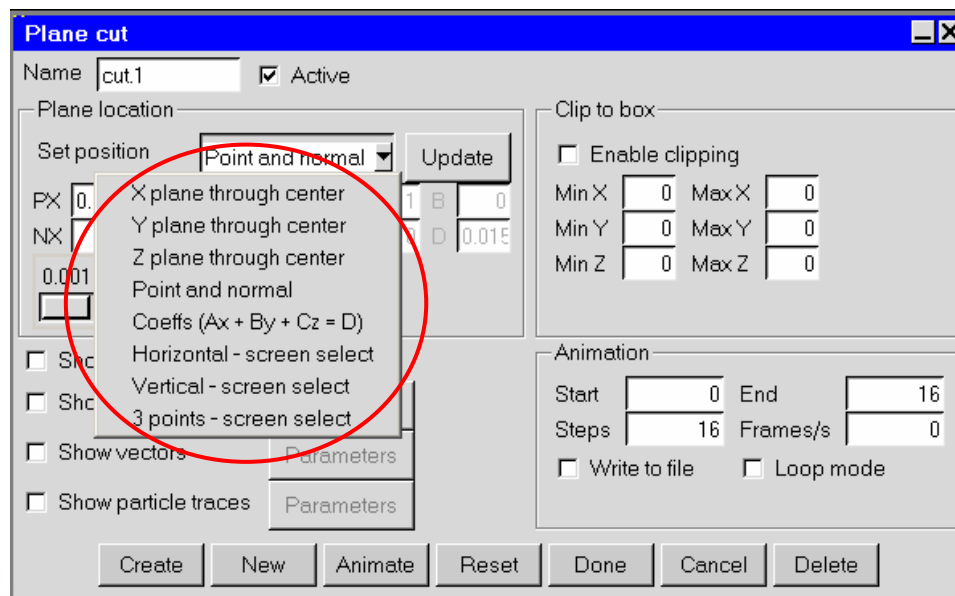 Plane cut
Name cut.1 Active
Plane location
Set position Point and normal Update
PX 0. 1 B 0
NX 0 D 0.015
0.001
X plane through center
Y plane through center
Z plane through center
Point and normal
Coeffs (Ax + By + Cz = D)
Horizontal - screen select
Vertical - screen select
3 points - screen select
Show vectors Parameters
Show particle traces Parameters
Clip to box
Enable clipping
Min X 0 Max X 0
Min Y 0 Max Y 0
Min Z 0 Max Z 0
Animation
Start 0 End 16
Steps 16 Frames/s 0
Write to file Loop mode
Create New Animate Reset Done Cancel Delete